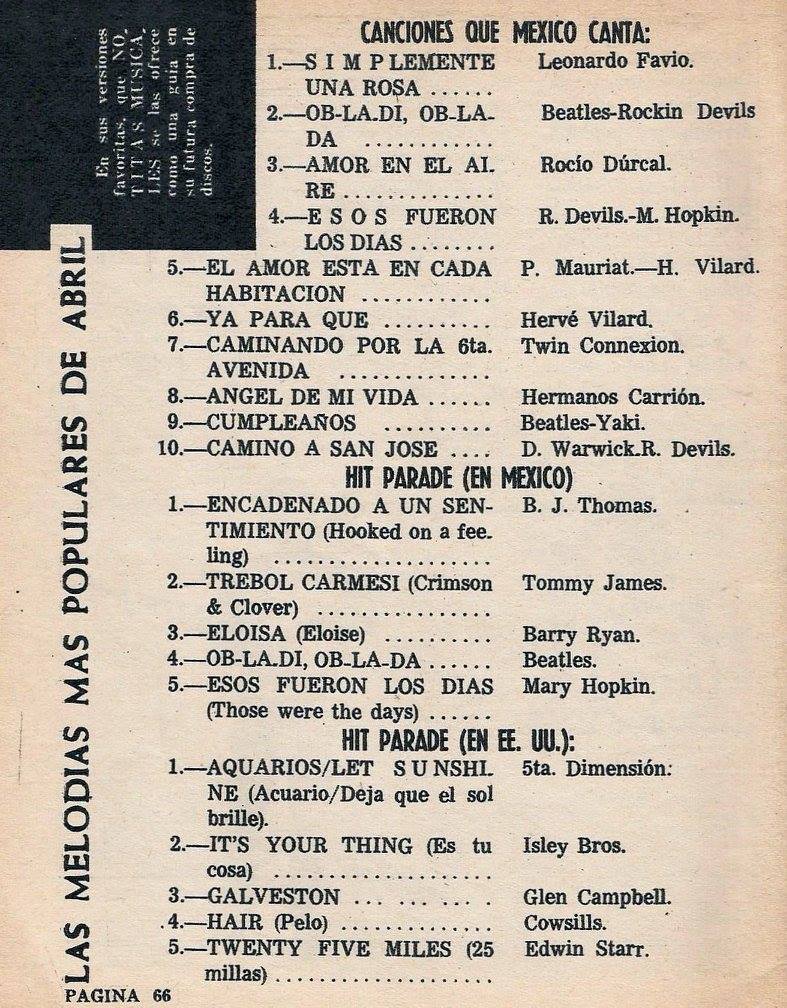 En sus versiones
favoritas, que NO.
TITAS MUSICA.
LES se las ofrece
como una guía en
su futura compra de
discos.
LAS MELODIAS MAS POPULARES DE ABRIL
CANCIONES QUE MEXICO CANTA:
1.—S I M P LEMENTE UNA ROSA ...... Leonardo Favio.
2.—OB-LA.DI, OB-LA-
DA ............ Beatles-Rockin Devils
3.—AMOR EN EL AI.
RE .............. Rocío Dúrcal.
4.—E S O S FUERON
LOS DIAS ........ R. Devils.-M. Hopkin.
5.—EL AMOR ESTA EN CADA
HABITACION ............ P. Mauriat.—H. Vilard.
6.—YA PARA QUE .......... Hervé Vilard.
7.—CAMINANDO POR LA 6ta.
AVENIDA .............. Twin Connexion.
8.—ANGEL DE MI VIDA ...... Hermanos Carrión.
9.—CUMPLEAÑOS .......... Beatles-Yaki.
10.—CAMINO A SAN JOSE .... D. Warwick.R. Devils.
HIT PARADE (EN MEXICO)
1.—ENCADENADO A UN SEN-
TIMIENTO (Hooked on a fee.
ling) .................... B. J. Thomas.
2.—TREBOL CARMESI (Crimson
& Clover) ................ Tommy James.
3.—ELOISA (Eloise) .......... Barry Ryan.
4.—OB-LA.DI, OB-LA-DA ...... Beatles.
5.—ESOS FUERON LOS DIAS
(Those were the days) ...... Mary Hopkin.
HIT PARADE (EN EE. UU.):
1.—AQUARIOS/LET S U NSHI.
NE (Acuario/Deja que el sol
brille). 5ta. Dimensión:
2.—IT'S YOUR THING (Es tu
cosa) .................... Isley Bros.
3.—GALVESTON ... ... ... . Glen Campbell.
4.—HAIR (Pelo) .............. Cowsills.
5.—TWENTY FIVE MILES (25
millas) .................... Edwin Starr.
PAGINA 66